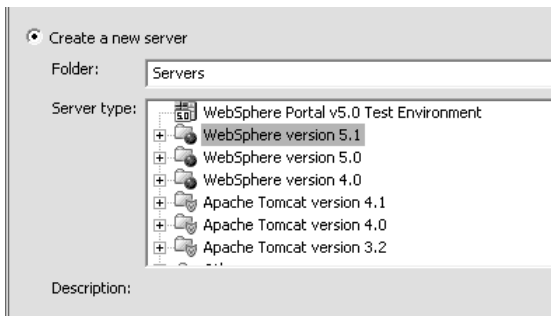 Create a new server
Folder:
Servers
Server type:
5.0
WebSphere Portal v5.0 Test Environment
WebSphere version 5.1
WebSphere version 5.0
WebSphere version 4.0
Apache Tomcat version 4.1
Apache Tomcat version 4.0
Apache Tomcat version 3.2
Description: